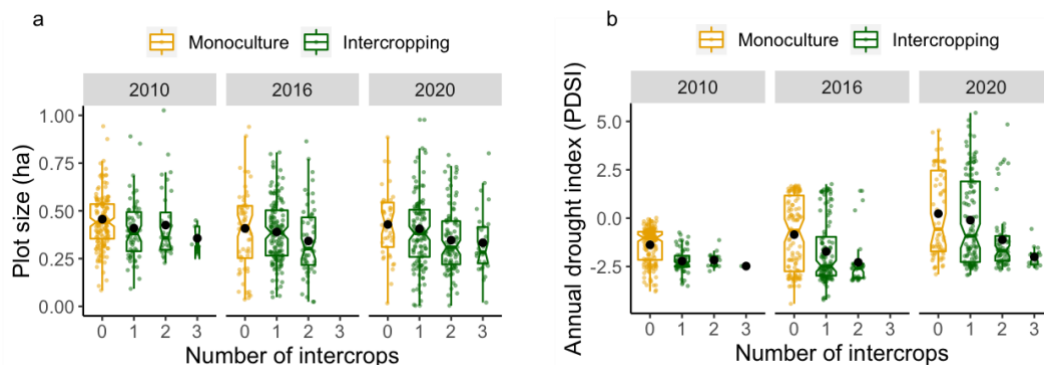 a
Monoculture Intercropping
2010 2016 2020
Plot size (ha)
1.00
0.75
0.50
0.25
0.00
0 1 2 3 0 1 2 3 0 1 2 3
Number of intercrops
b
Monoculture Intercropping
2010 2016 2020
Annual drought index (PDSI)
5.0
0.0
-2.5
0 1 2 3 0 1 2 3 0 1 2 3
Number of intercrops